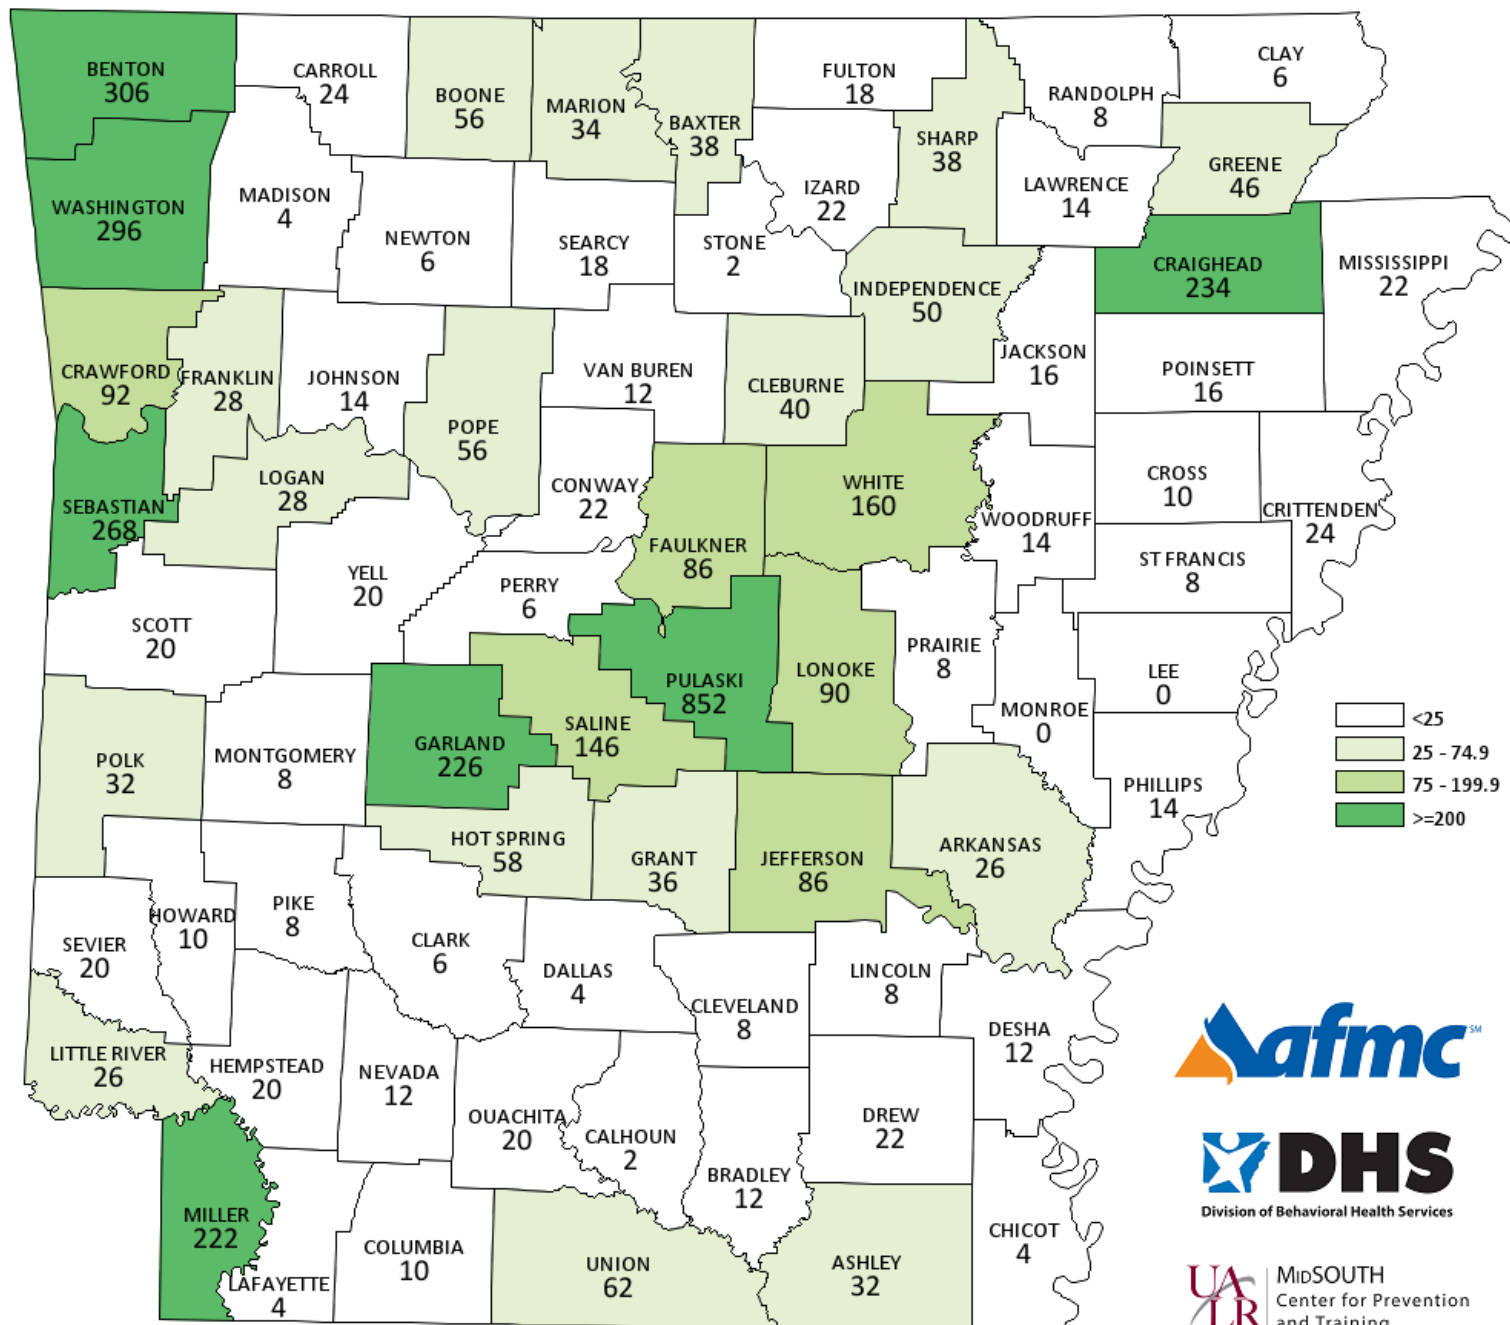 BENTON
306
CARROLL
24
BOONE
56
MARION
34
BAXTER
38
FULTON
18
SHARP
38
RANDOLPH
8
CLAY
6
GREENE
46
WASHINGTON
296
MADISON
4
NEWTON
6
SEARCY
18
STONE
2
IZARD
22
LAWRENCE
14
INDEPENDENCE
50
CRAIGHEAD
234
MISSISSIPPI
22
CRAWFORD
92
FRANKLIN
28
JOHNSON
14
POPE
56
VAN BUREN
12
CLEBURNE
40
JACKSON
16
POINSETT
16
SEBASTIAN
268
LOGAN
28
CONWAY
22
FAULKNER
86
WHITE
160
WOODRUFF
14
CROSS
10
CRITTENDEN
24
ST FRANCIS
8
SCOTT
20
YELL
20
PERRY
6
PULASKI
852
LONOKE
90
PRAIRIE
8
MONROE
0
LEE
0
PHILLIPS
14
POLK
32
MONTGOMERY
8
GARLAND
226
SALINE
146
HOT SPRING
58
GRANT
36
JEFFERSON
86
ARKANSAS
26
SEVIER
20
HOWARD
10
PIKE
8
CLARK
6
DALLAS
4
CLEVELAND
8
LINCOLN
8
DESHA
12
LITTLE RIVER
26
HEMPSTEAD
20
NEVADA
12
OUACHITA
20
CALHOUN
2
BRADLEY
12
DREW
22
MILLER
222
LAFAYETTE
4
COLUMBIA
10
UNION
62
ASHLEY
32
CHICOT
4
<25
25 - 74.9
75 - 199.9
>=200
afmc SM
DHS
Division of Behavioral Health Services
UALR
MIDSOUTH
Center for Prevention
and Training